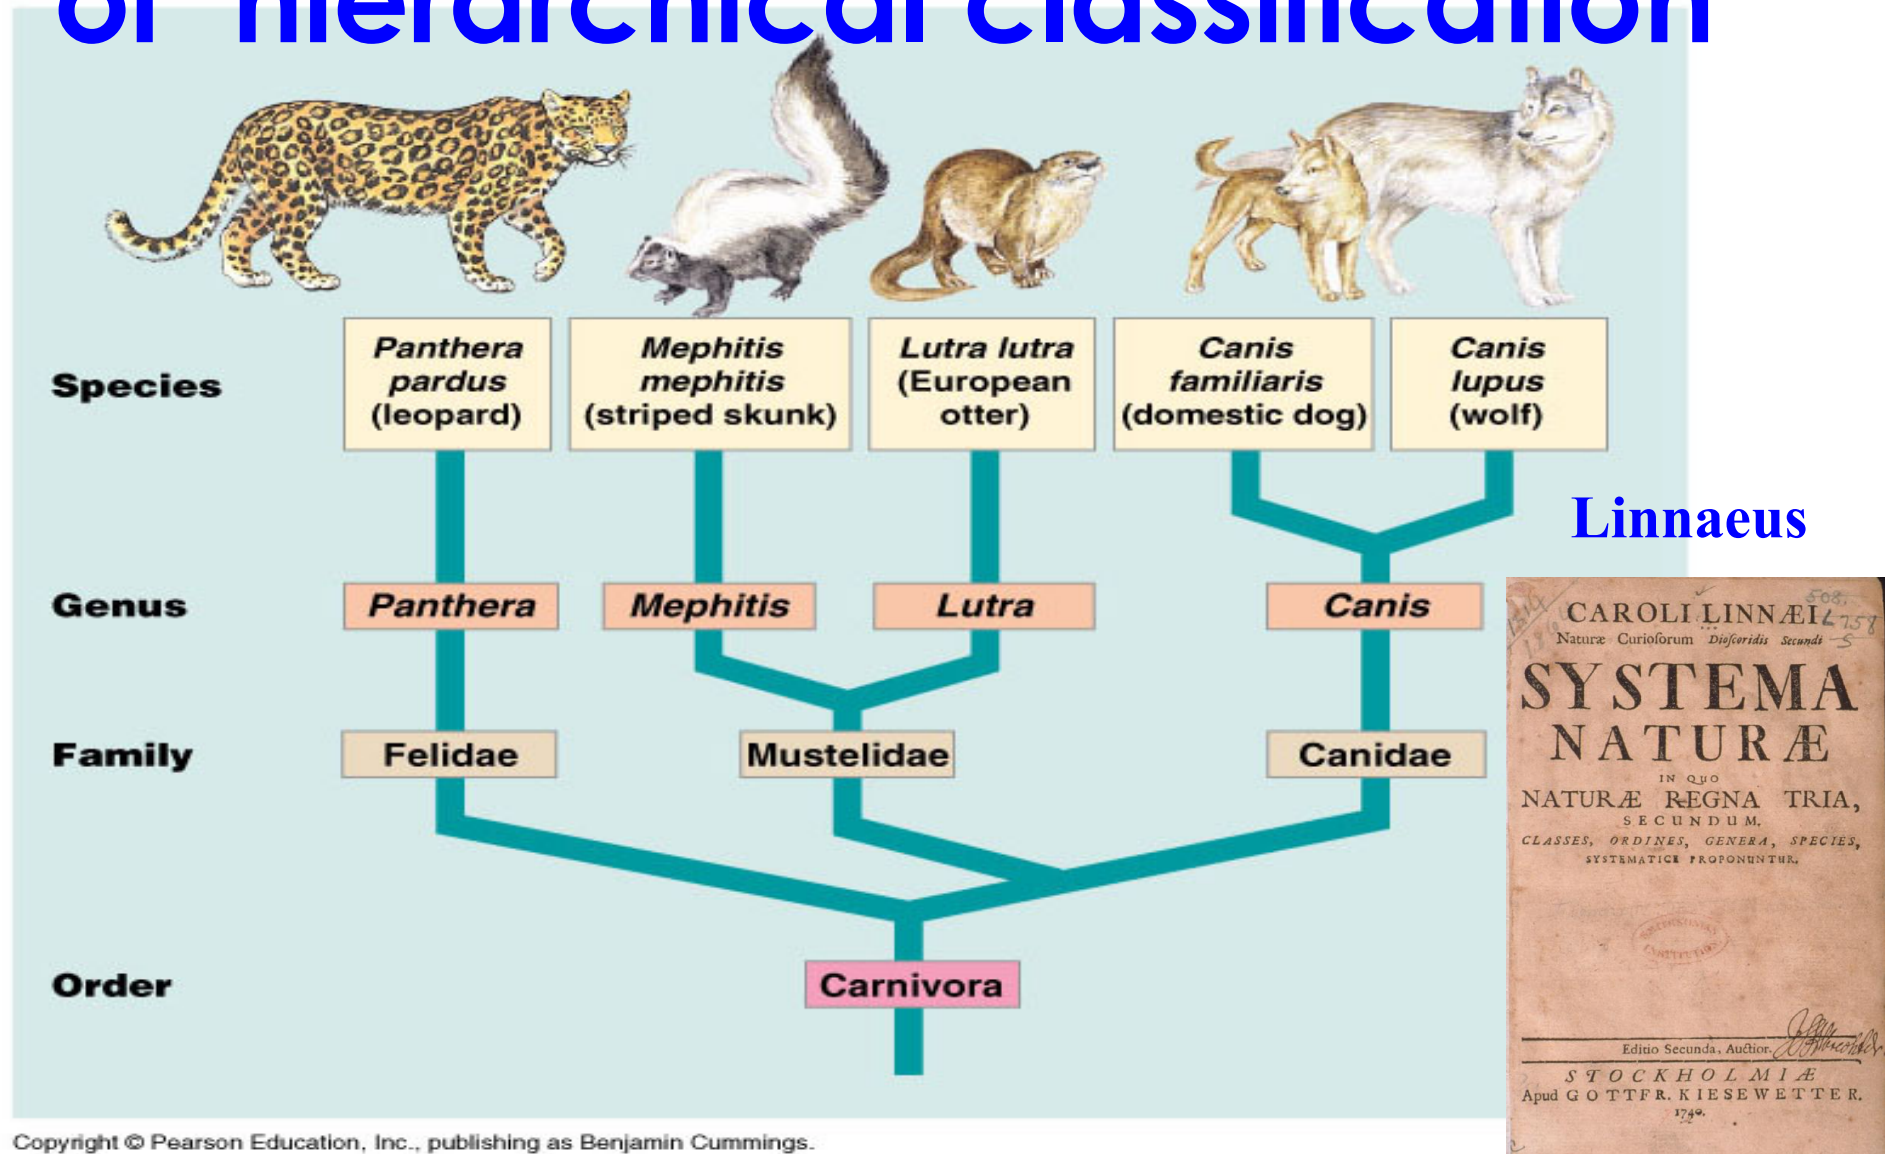 of hierarchical classification
Species
Panthera
pardus
(leopard)
Mephitis
mephitis
(striped skunk)
Lutra lutra
(European
otter)
Canis
familiaris
(domestic dog)
Canis
lupus
(wolf)
Linnaeus
Genus
Panthera
Mephitis
Lutra
Canis
Family
Felidae
Mustelidae
Canidae
Order
Carnivora
CAROLI LINNÆI
Naturæ Curioſorum Dioſcoridis Secundi
SYSTEMA
NATURÆ
IN QUO
NATURÆ REGNA TRIA,
SECUNDUM.
CLASSES, ORDINES, GENERA, SPECIES,
SYSTEMATICE PROPONUNTUR.
Editio Secunda, Auctior.
STOCKHOLMIÆ
Apud GOTTFR. KIESEWETTER.
1740.
Copyright © Pearson Education, Inc., publishing as Benjamin Cummings.